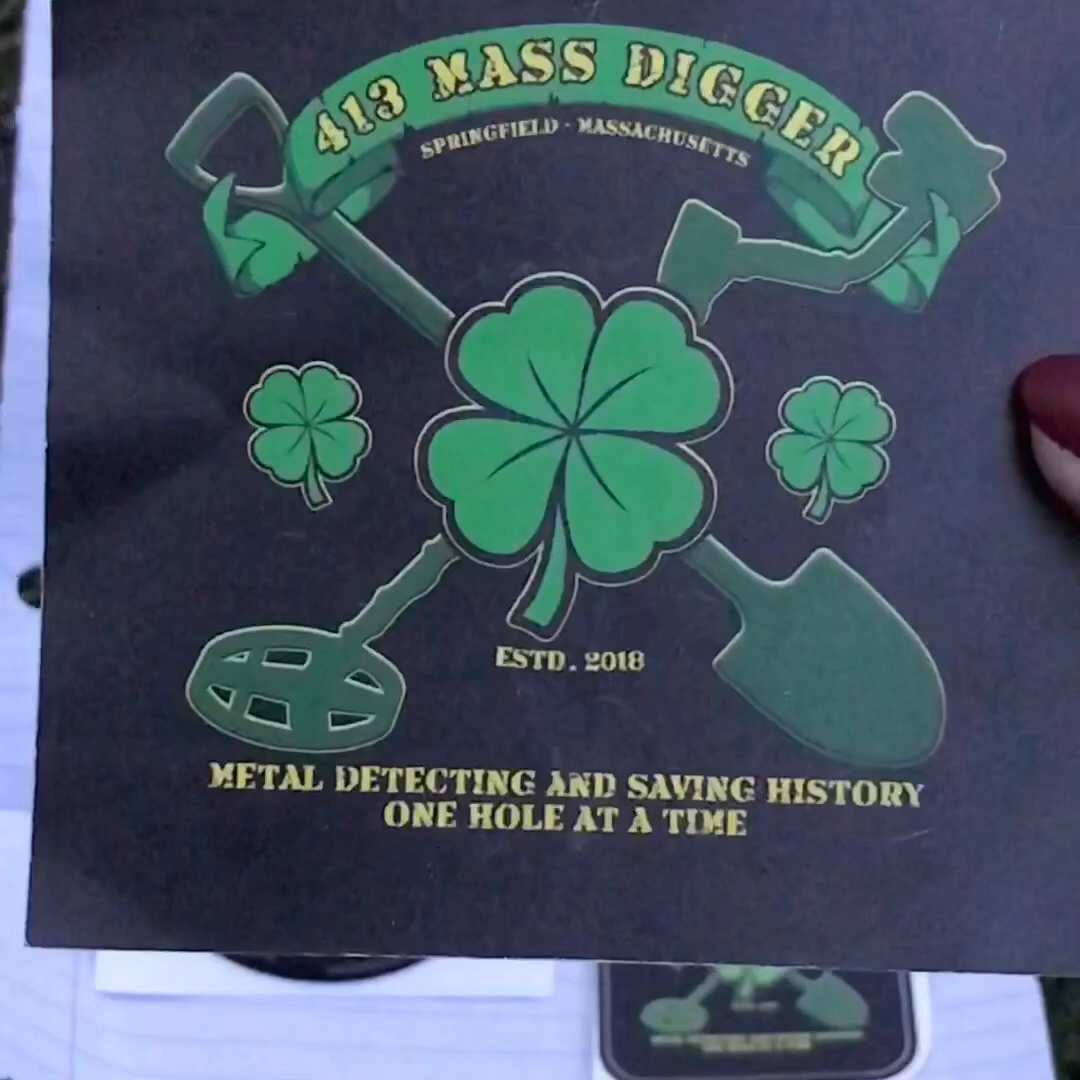 413 MASS DIGGER
SPRINGFIELD - MASSACHUSETTS
ESTD. 2018
METAL DETECTING AND SAVING HISTORY
ONE HOLE AT A TIME